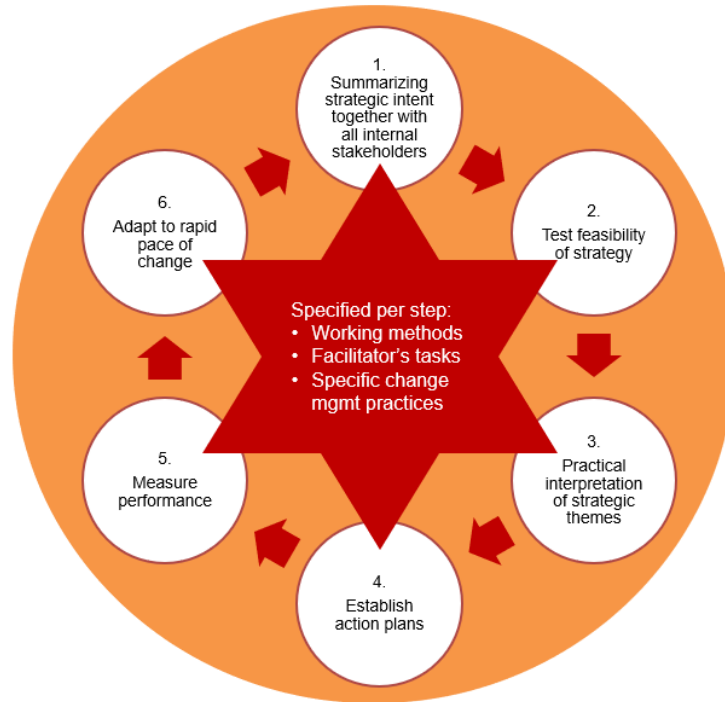 1.
Summarizing
strategic intent
together with
all internal
stakeholders
2.
Test feasibility
of strategy
3.
Practical
interpretation
of strategic
themes
4.
Establish
action plans
5.
Measure
performance
6.
Adapt to rapid
pace of
change
Specified per step:
• Working methods
• Facilitator's tasks
• Specific change
mgmt practices